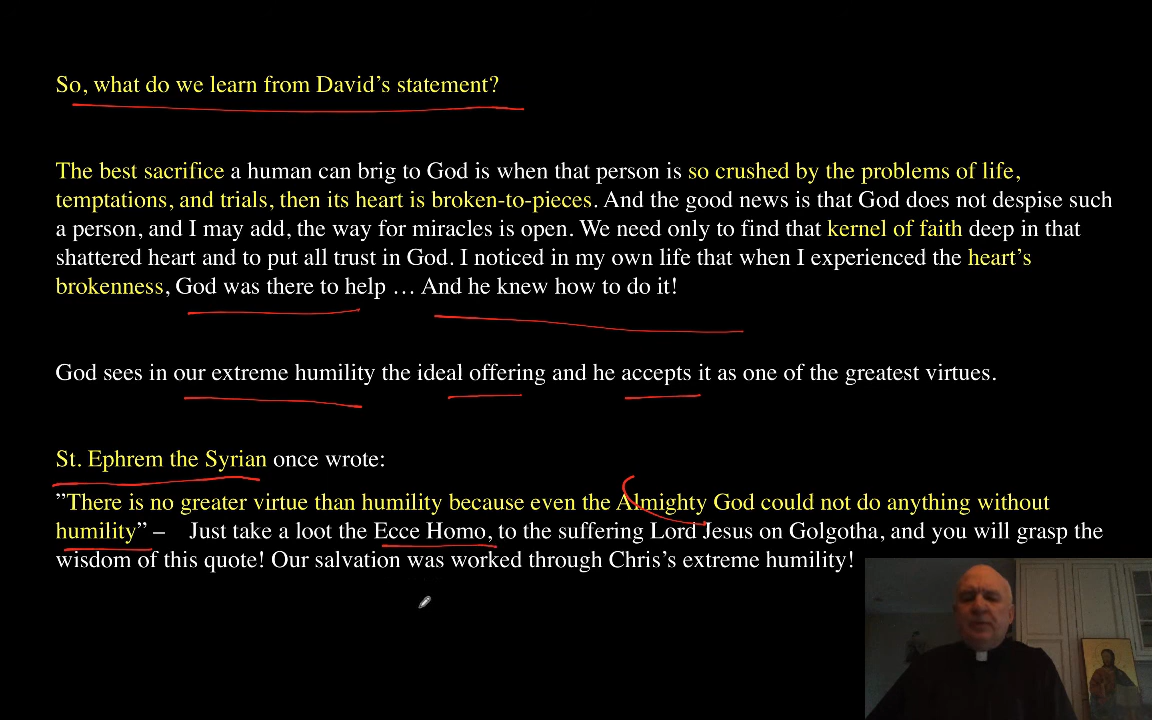 So, what do we learn from David’s statement?
The best sacrifice a human can brig to God is when that person is so crushed by the problems of life,
temptations, and trials, then its heart is broken-to-pieces. And the good news is that God does not despise such
a person, and I may add, the way for miracles is open. We need only to find that kernel of faith deep in that
shattered heart and to put all trust in God. I noticed in my own life that when I experienced the heart’s
brokenness, God was there to help … And he knew how to do it!
God sees in our extreme humility the ideal offering and he accepts it as one of the greatest virtues.
St. Ephrem the Syrian once wrote:
”There is no greater virtue than humility because even the Almighty God could not do anything without
humility” – Just take a loot the Ecce Homo, to the suffering Lord Jesus on Golgotha, and you will grasp the
wisdom of this quote! Our salvation was worked through Chris’s extreme humility!